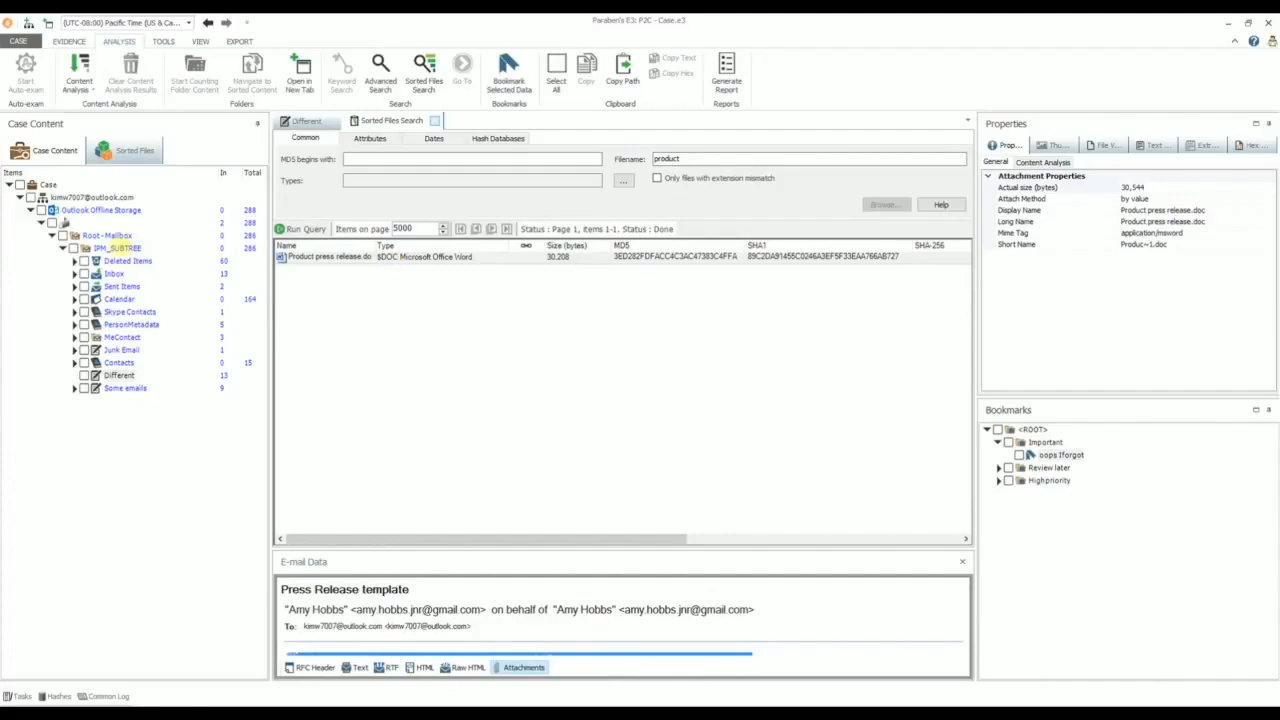 (UTC-08:00) Pacific Time (US & Ca...
Paraben's E3: P2C - Case.e3
CASE
EVIDENCE
ANALYSIS
TOOLS
VIEW
EXPORT
Start Auto-exam
Content Analysis
Clear Content Analysis Results
Start Counting Folder Content
Navigate to Sorted Content
Open in New Tab
Keyword Search
Advanced Search
Sorted Files Search
Go To
Bookmark Selected Data
Select All
Copy
Copy Path
Copy Text
Copy Hex
Generate Report
Auto-exam
Content Analysis
Folders
Search
Bookmarks
Clipboard
Reports
Case Content
Case Content
Sorted Files
Items In Total
Case
kimw7007@outlook.com
Outlook Offline Storage 0 288
2 288
Root-Mailbox 0 286
IPM_SUBTREE 0 286
Deleted Items 60
Inbox 13
Sent Items 2
Calendar 0 164
Skype Contacts 1
PersonMetadata 5
MeContact 3
Junk Email 1
Contacts 0 15
Different 13
Some emails 9
Different
Sorted Files Search
Common
Attributes
Dates
Hash Databases
MD5 begins with:
Filename: product
Types:
...
Only files with extension mismatch
Browse...
Help
Run Query
Items on page 5000
Status : Page 1, items 1-1. Status : Done
Name Type Size (bytes) MD5 SHA1 SHA-256
Product press release.do $DOC Microsoft Office Word 30,208 3ED282FDFACC4C3AC47383C4FFA 89C2DA91455C0246A3EF5F33EAA766AB727
E-mail Data
Press Release template
"Amy Hobbs" <amy.hobbs.jnr@gmail.com> on behalf of "Amy Hobbs" <amy.hobbs.jnr@gmail.com>
To: kimw7007@outlook.com <kimw7007@outlook.com>
RFC Header
Text
RTF
HTML
Raw HTML
Attachments
Properties
Prop...
Thu...
File V...
Text ...
Extr...
Hex ...
General
Content Analysis
Attachment Properties
Actual size (bytes) 30,544
Attach Method by value
Display Name Product press release.doc
Long Name Product press release.doc
Mime Tag application/msword
Short Name Produc~1.doc
Bookmarks
<ROOT>
Important
oops Iforgot
Review later
Highpriority
Tasks
Hashes
Common Log